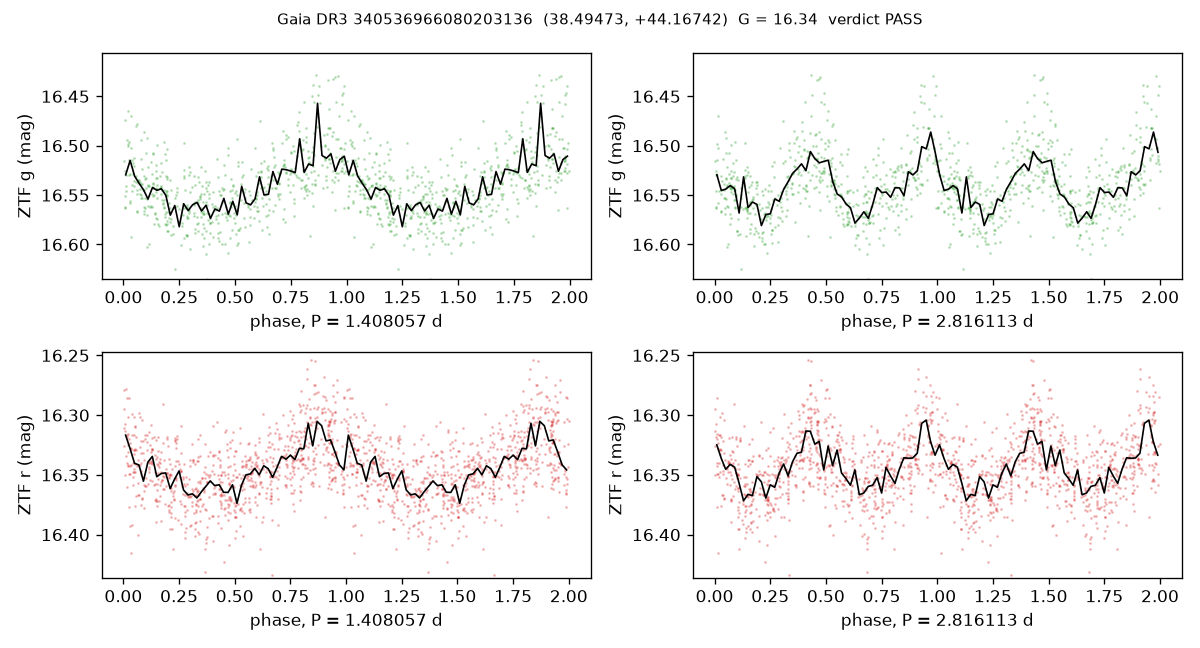 Gaia DR3 340536966080203136  (38.49473, +44.16742)  G = 16.34  verdict PASS
ZTF g (mag)
16.45
16.50
16.55
16.60
0.00 0.25 0.50 0.75 1.00 1.25 1.50 1.75 2.00
phase, P = 1.408057 d
ZTF g (mag)
16.45
16.50
16.55
16.60
0.00 0.25 0.50 0.75 1.00 1.25 1.50 1.75 2.00
phase, P = 2.816113 d
ZTF r (mag)
16.25
16.30
16.35
16.40
0.00 0.25 0.50 0.75 1.00 1.25 1.50 1.75 2.00
phase, P = 1.408057 d
ZTF r (mag)
16.25
16.30
16.35
16.40
0.00 0.25 0.50 0.75 1.00 1.25 1.50 1.75 2.00
phase, P = 2.816113 d